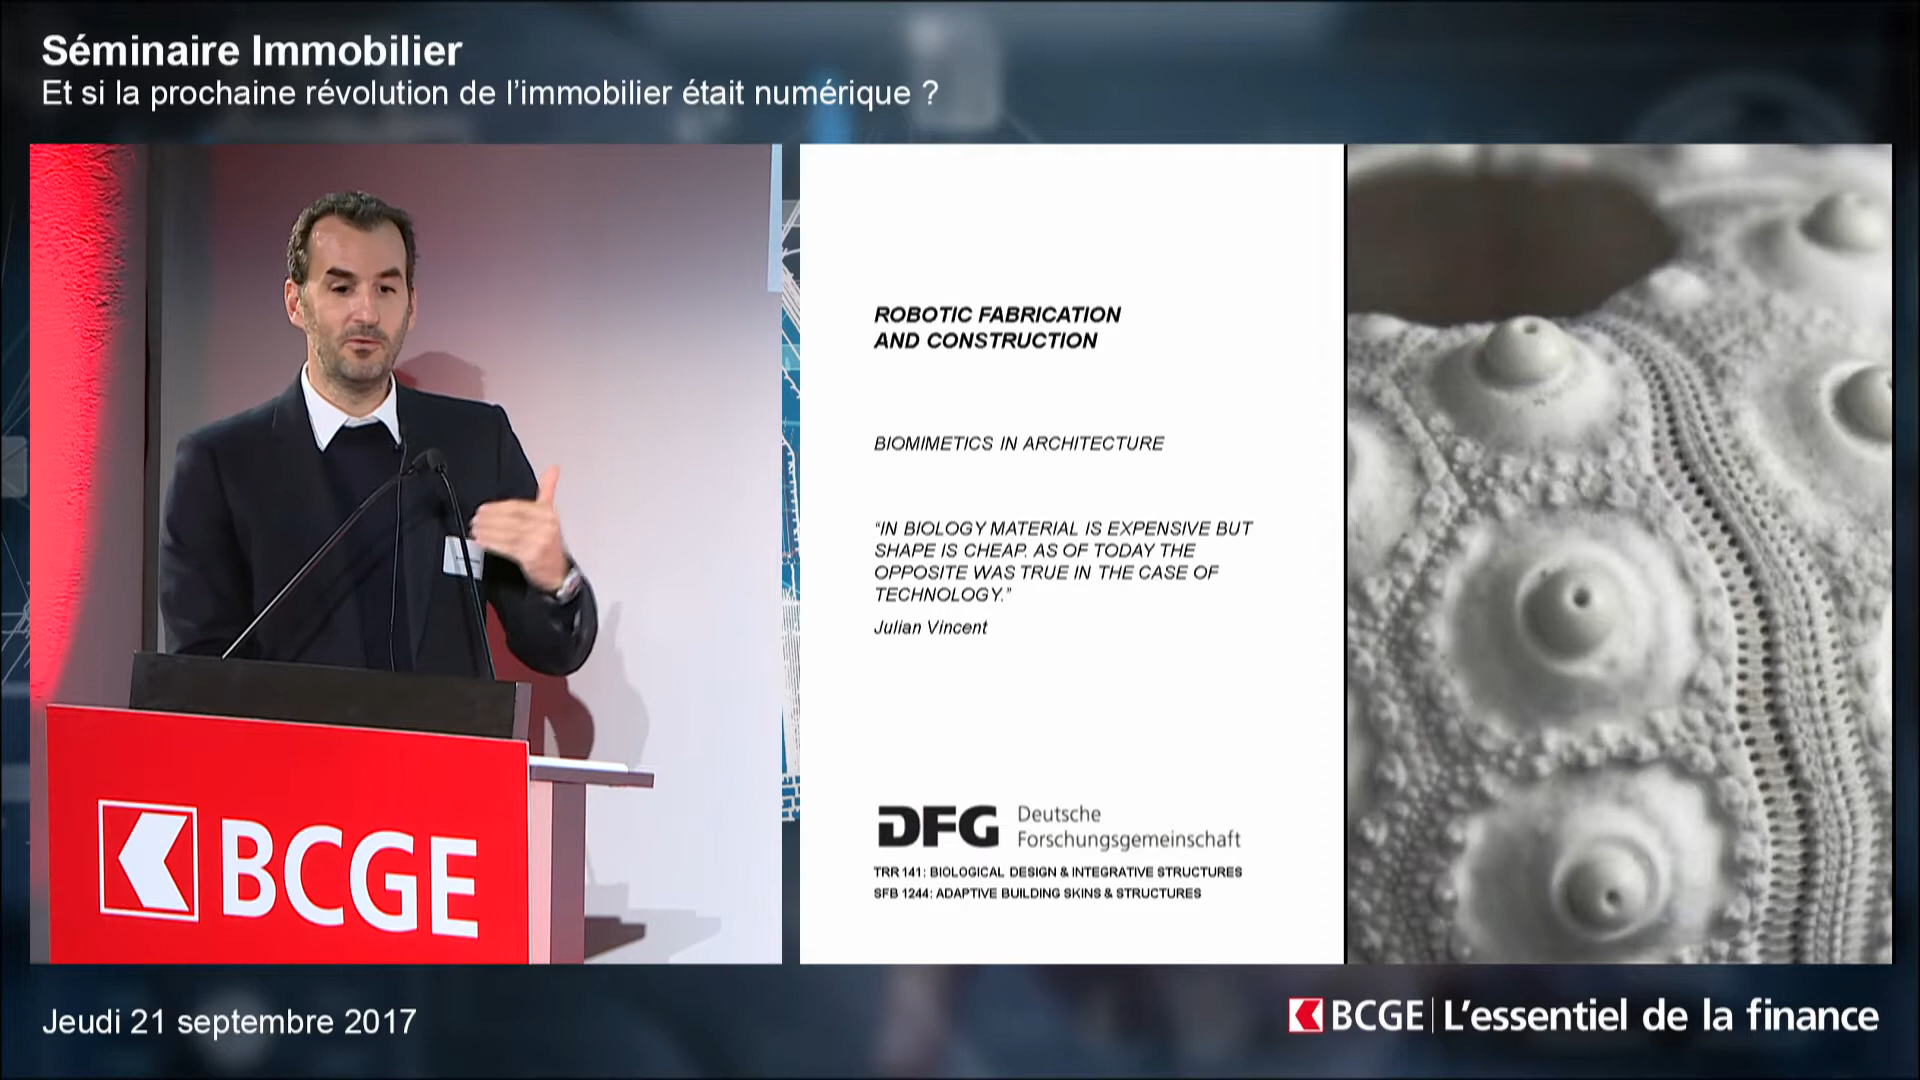 Séminaire Immobilier
Et si la prochaine révolution de l’immobilier était numérique ?
ROBOTIC FABRICATION
AND CONSTRUCTION
BIOMIMETICS IN ARCHITECTURE
“IN BIOLOGY MATERIAL IS EXPENSIVE BUT
SHAPE IS CHEAP. AS OF TODAY THE
OPPOSITE WAS TRUE IN THE CASE OF
TECHNOLOGY.”
Julian Vincent
DFG Deutsche
Forschungsgemeinschaft
TRR 141: BIOLOGICAL DESIGN & INTEGRATIVE STRUCTURES
SFB 1244: ADAPTIVE BUILDING SKINS & STRUCTURES
BCGE
Jeudi 21 septembre 2017
BCGE L’essentiel de la finance